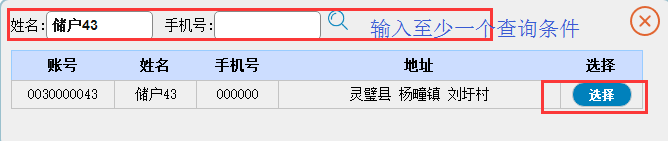 姓名:储户43 手机号: 输入至少一个查询条件
账号 姓名 手机号 地址 选择
0030000043 储户43 000000 灵璧县 杨疃镇 刘圩村 选择